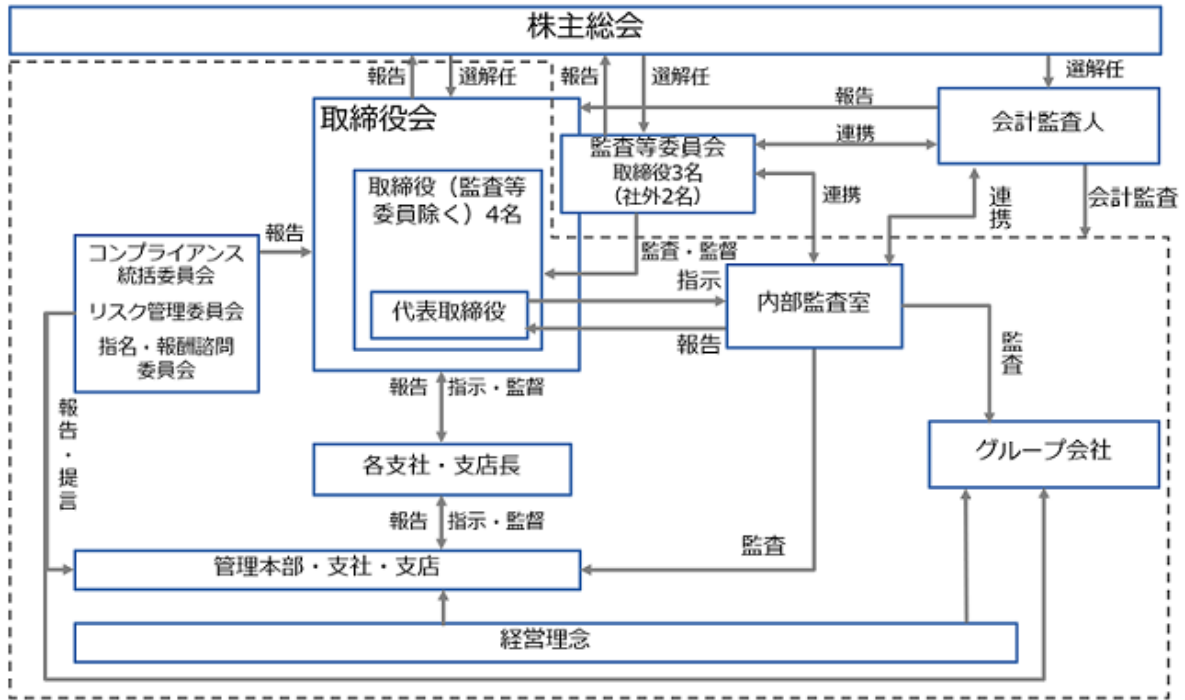 株主総会
報告
選解任
報告
選解任
選解任
取締役会
報告
会計監査人
監査等委員会
取締役3名
（社外2名）
連携
取締役（監査等
委員除く）4名
連携
連
携
会計監査
報告
コンプライアンス
統括委員会
リスク管理委員会
指名・報酬諮問
委員会
監査・監督
指示
代表取締役
内部監査室
報告
監
査
報告
指示・監督
報
告
・
提
言
各支社・支店長
グループ会社
報告
指示・監督
監査
管理本部・支社・支店
経営理念